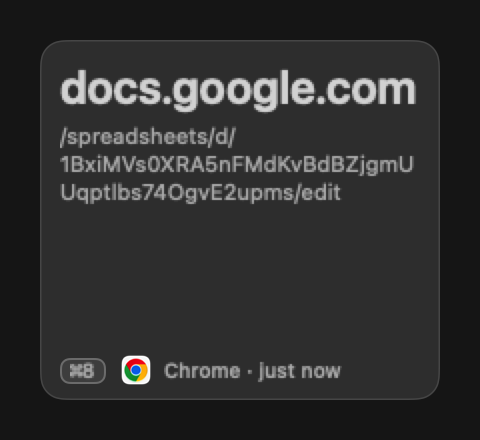 docs.google.com
/spreadsheets/d/
1BxiMVs0XRA5nFMdKvBdBZjgmU
UqptIbs74OgvE2upms/edit
⌘8 Chrome · just now